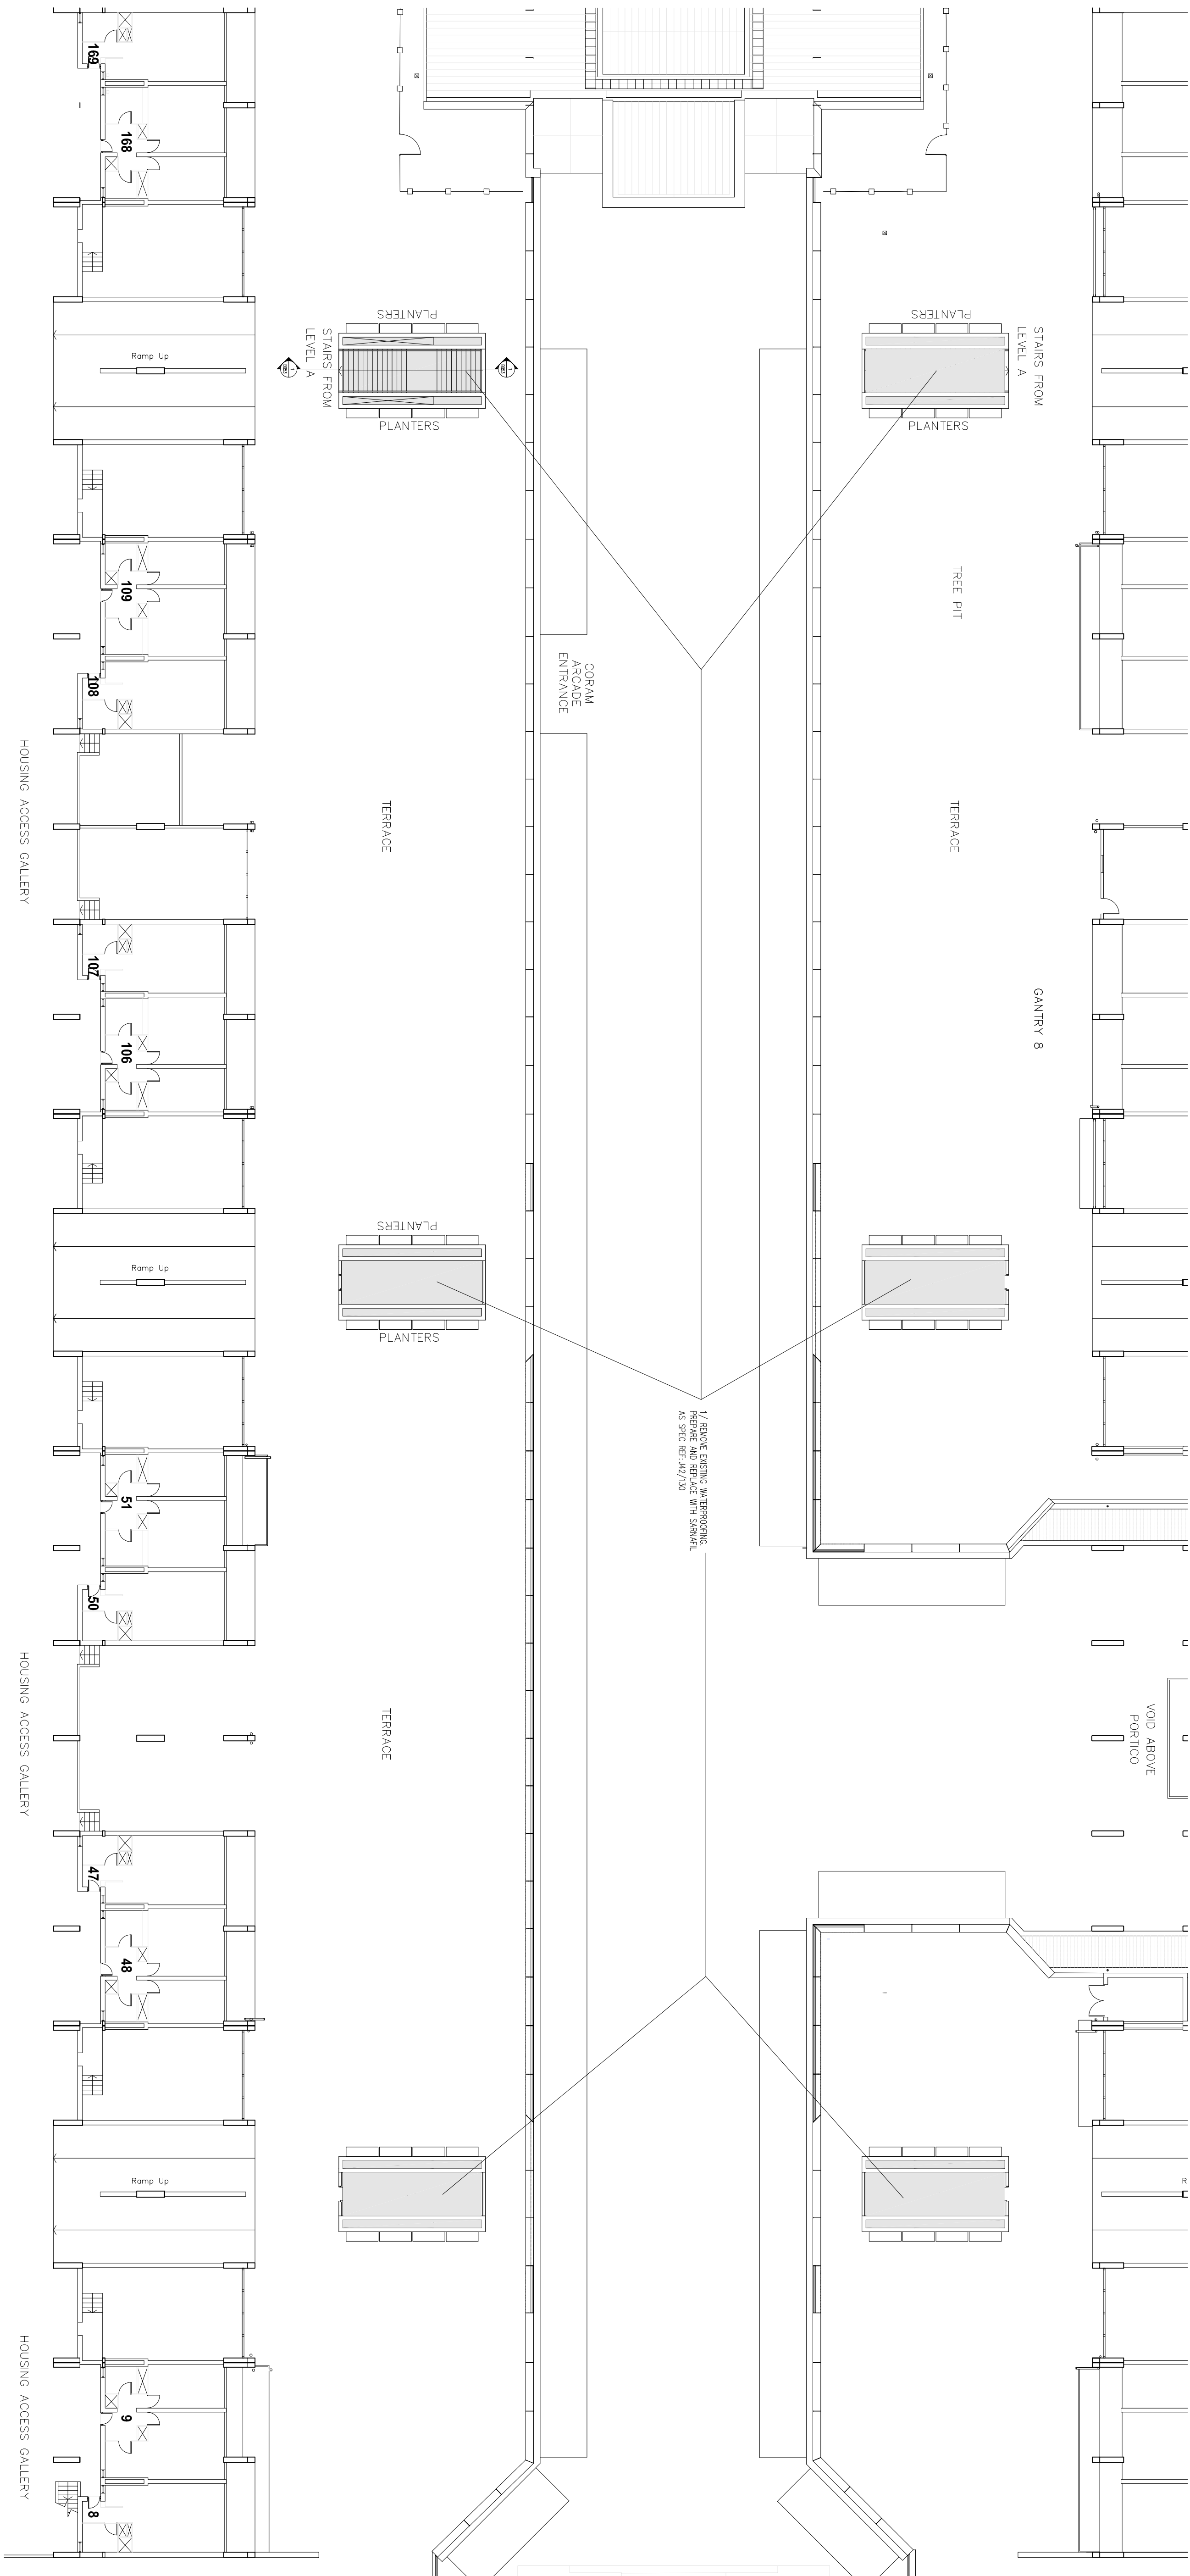 169
168
PLANTERS
STAIRS FROM
LEVEL A
PLANTERS
PLANTERS
STAIRS FROM
LEVEL A
PLANTERS
Ramp Up
1
1
109
108
TREE PIT
CORAM
ARCADE
ENTRANCE
HOUSING ACCESS GALLERY
TERRACE
TERRACE
107
106
GANTRY 8
PLANTERS
Ramp Up
PLANTERS
1/ REMOVE EXISTING WATERPROOFING.
PREPARE AND REPLACE WITH SARNAFIL
AS SPEC REF:J42/130
51
50
HOUSING ACCESS GALLERY
TERRACE
VOID ABOVE
PORTICO
47
48
Ramp Up
R
9
8
HOUSING ACCESS GALLERY